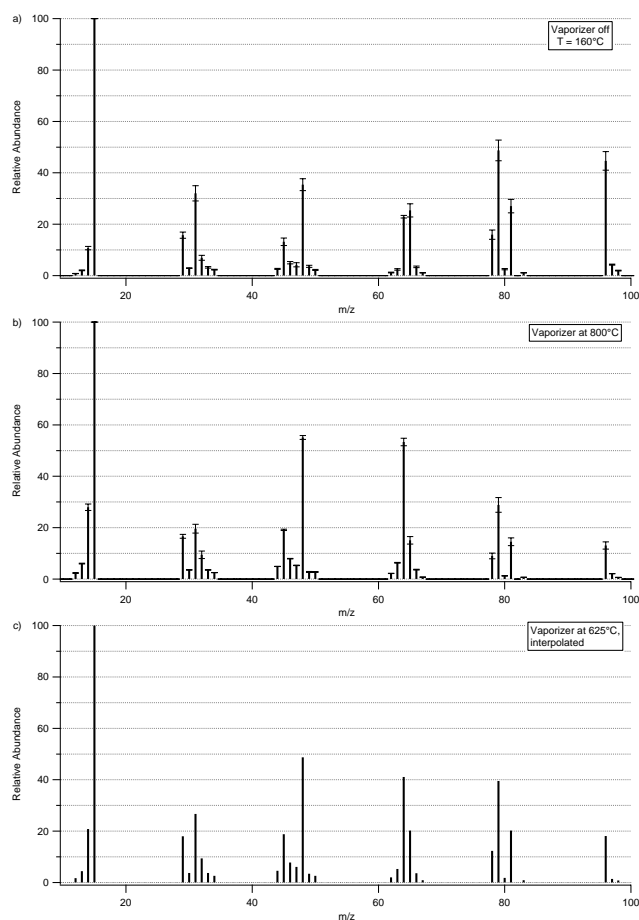 a)
100
80
60
40
20
0
Relative Abundance
Vaporizer off
T = 160°C
20 40 60 80 100
m/z
b)
100
80
60
40
20
0
Relative Abundance
Vaporizer at 800°C
20 40 60 80 100
m/z
c)
100
80
60
40
20
0
Relative Abundance
Vaporizer at 625°C,
interpolated
20 40 60 80 100
m/z